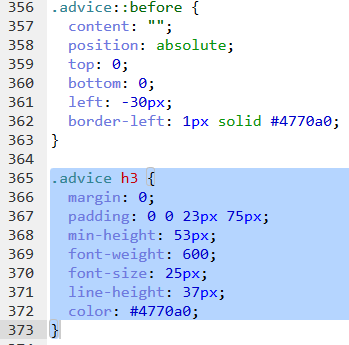 356 .advice::before {
357 content: "";
358 position: absolute;
359 top: 0;
360 bottom: 0;
361 left: -30px;
362 border-left: 1px solid #4770a0;
363 }
364
365 .advice h3 {
366 margin: 0;
367 padding: 0 0 23px 75px;
368 min-height: 53px;
369 font-weight: 600;
370 font-size: 25px;
371 line-height: 37px;
372 color: #4770a0;
373 }